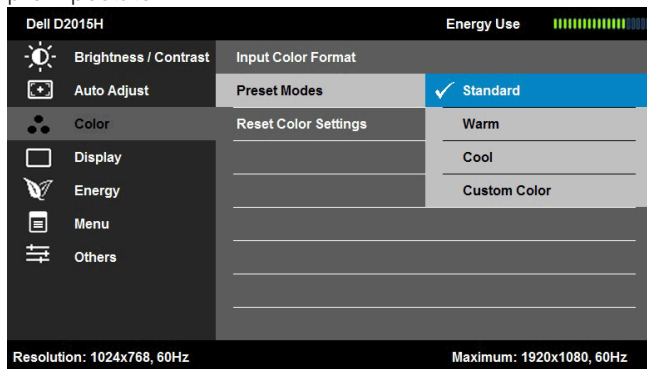 Dell D2015H Energy Use
Brightness / Contrast Input Color Format
Auto Adjust Preset Modes Standard
Color Reset Color Settings Warm
Display Cool
Energy Custom Color
Menu
Others
Resolution: 1024x768, 60Hz Maximum: 1920x1080, 60Hz